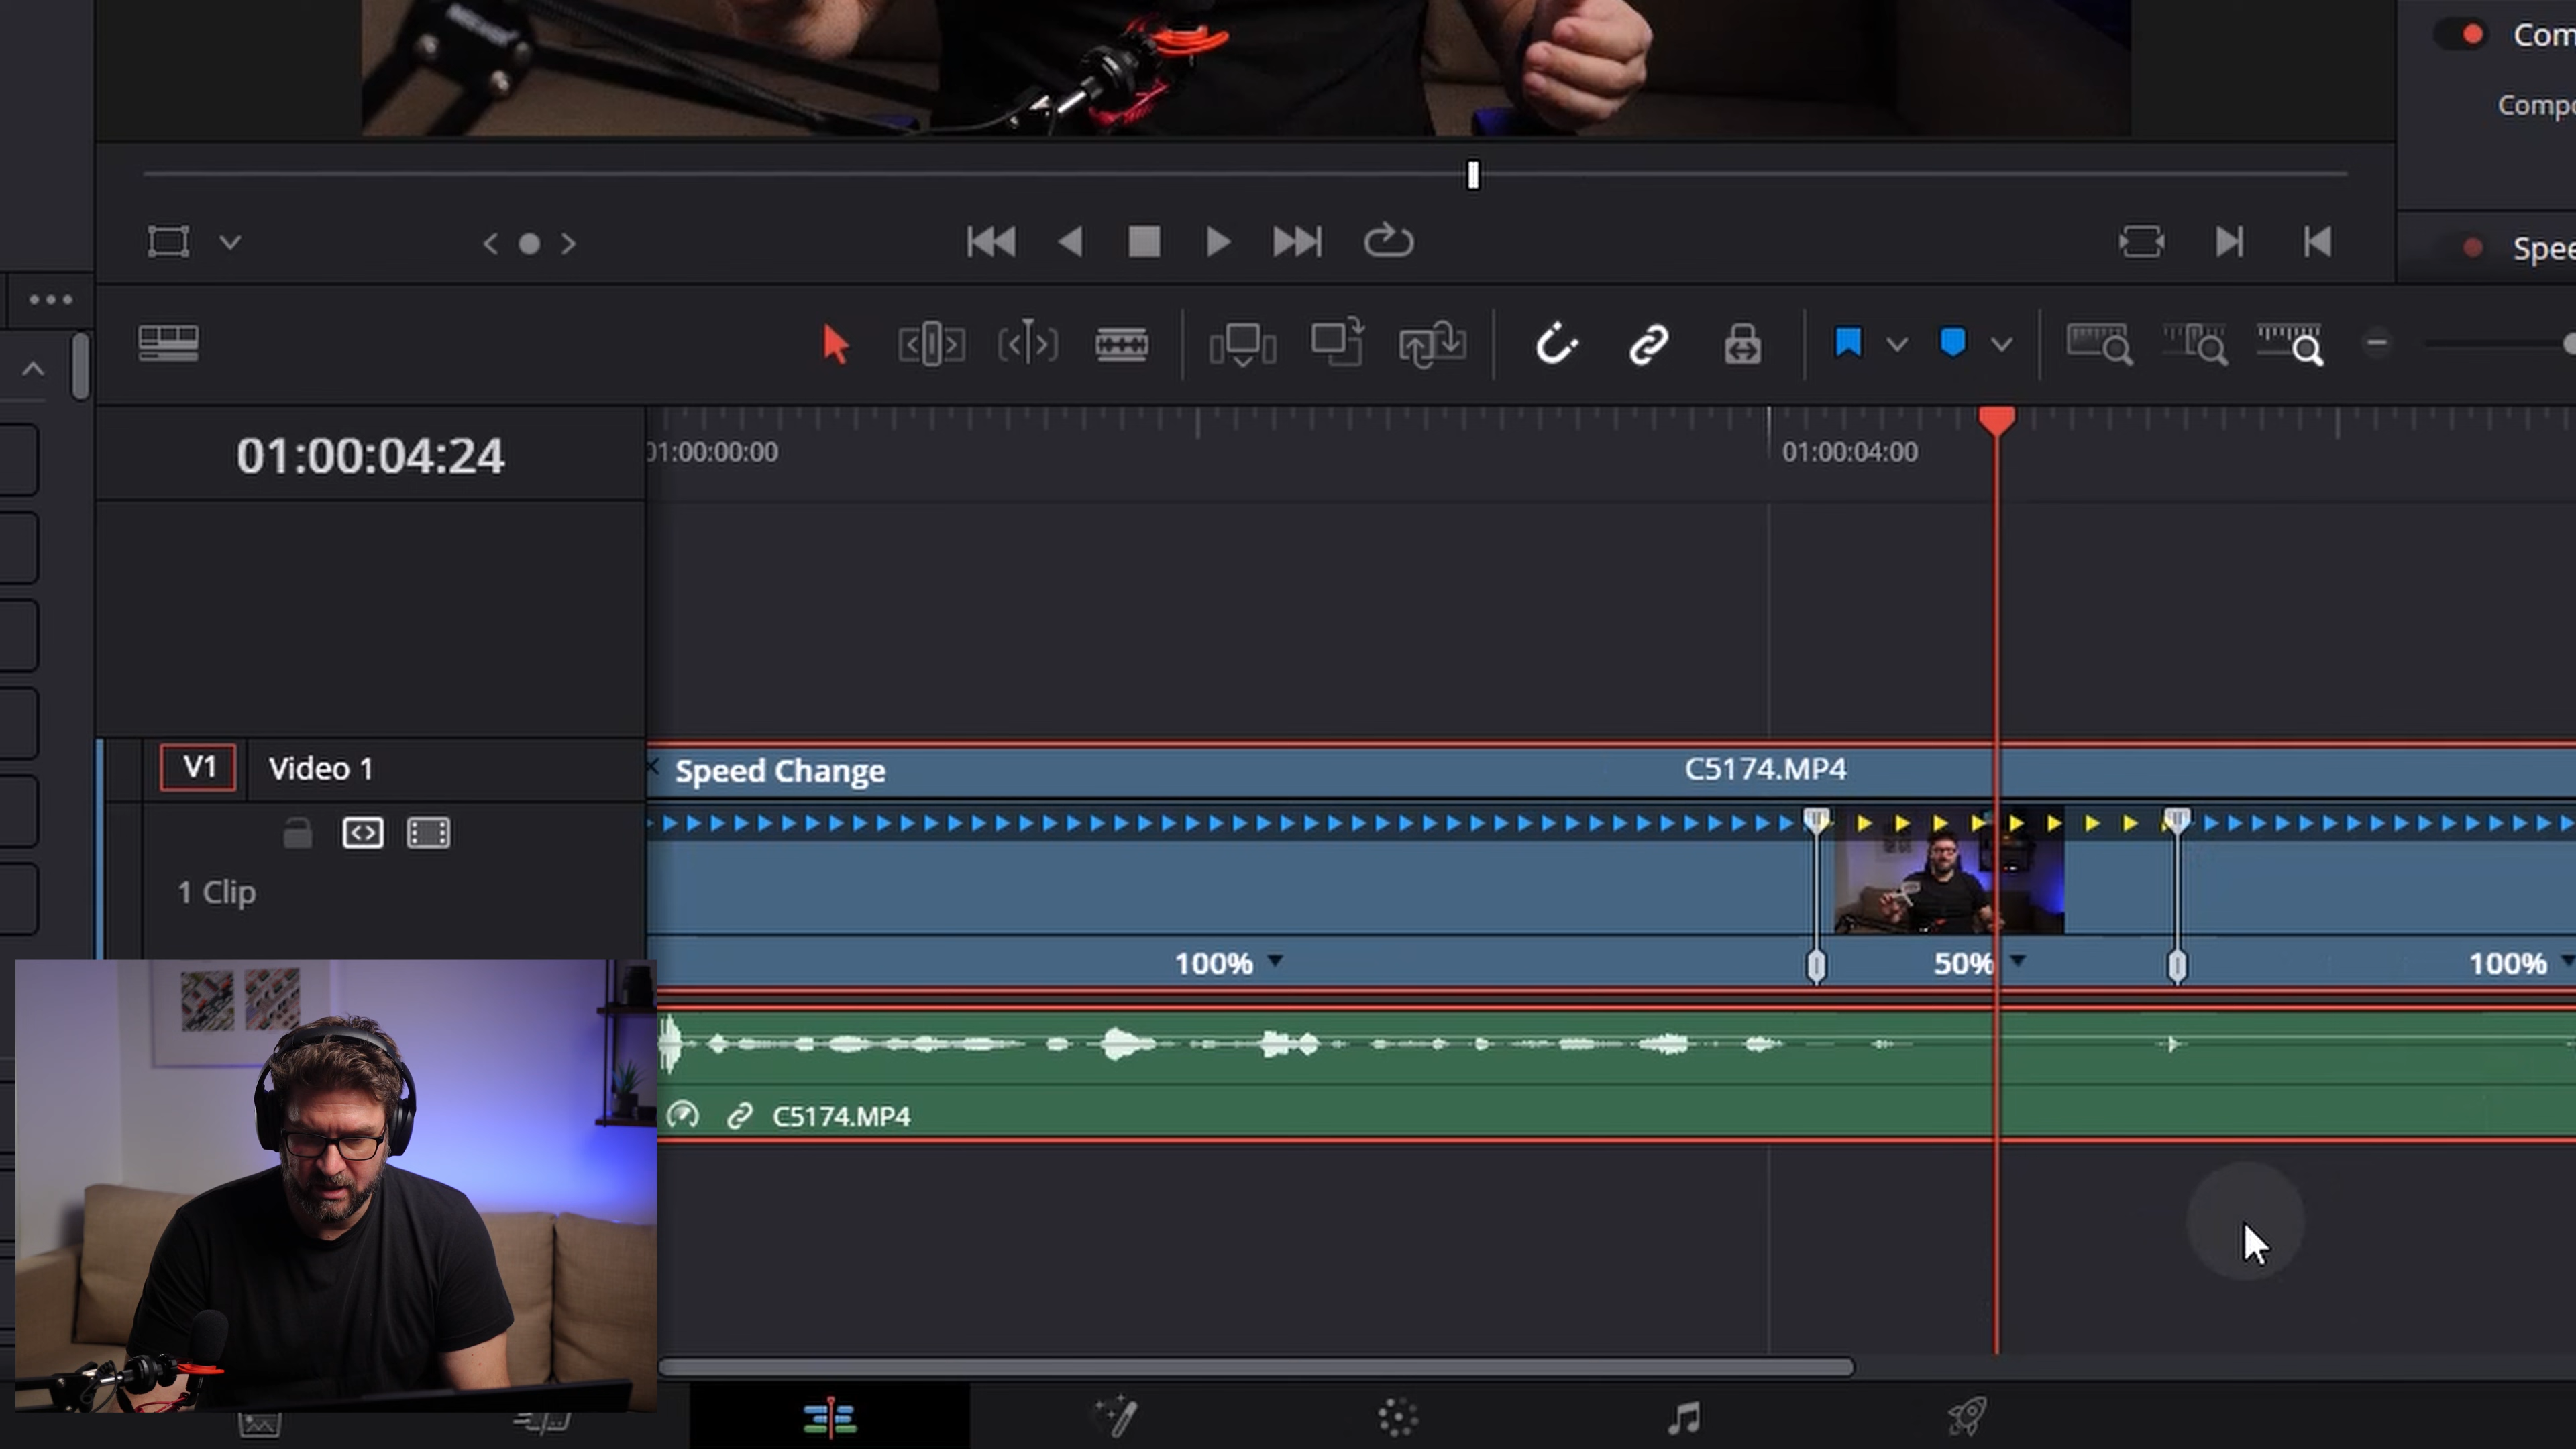 Com
Compo
Spee
01:00:04:24
01:00:00:00
01:00:04:00
V1
Video 1
Speed Change
C5174.MP4
1 Clip
100%
50%
100%
C5174.MP4